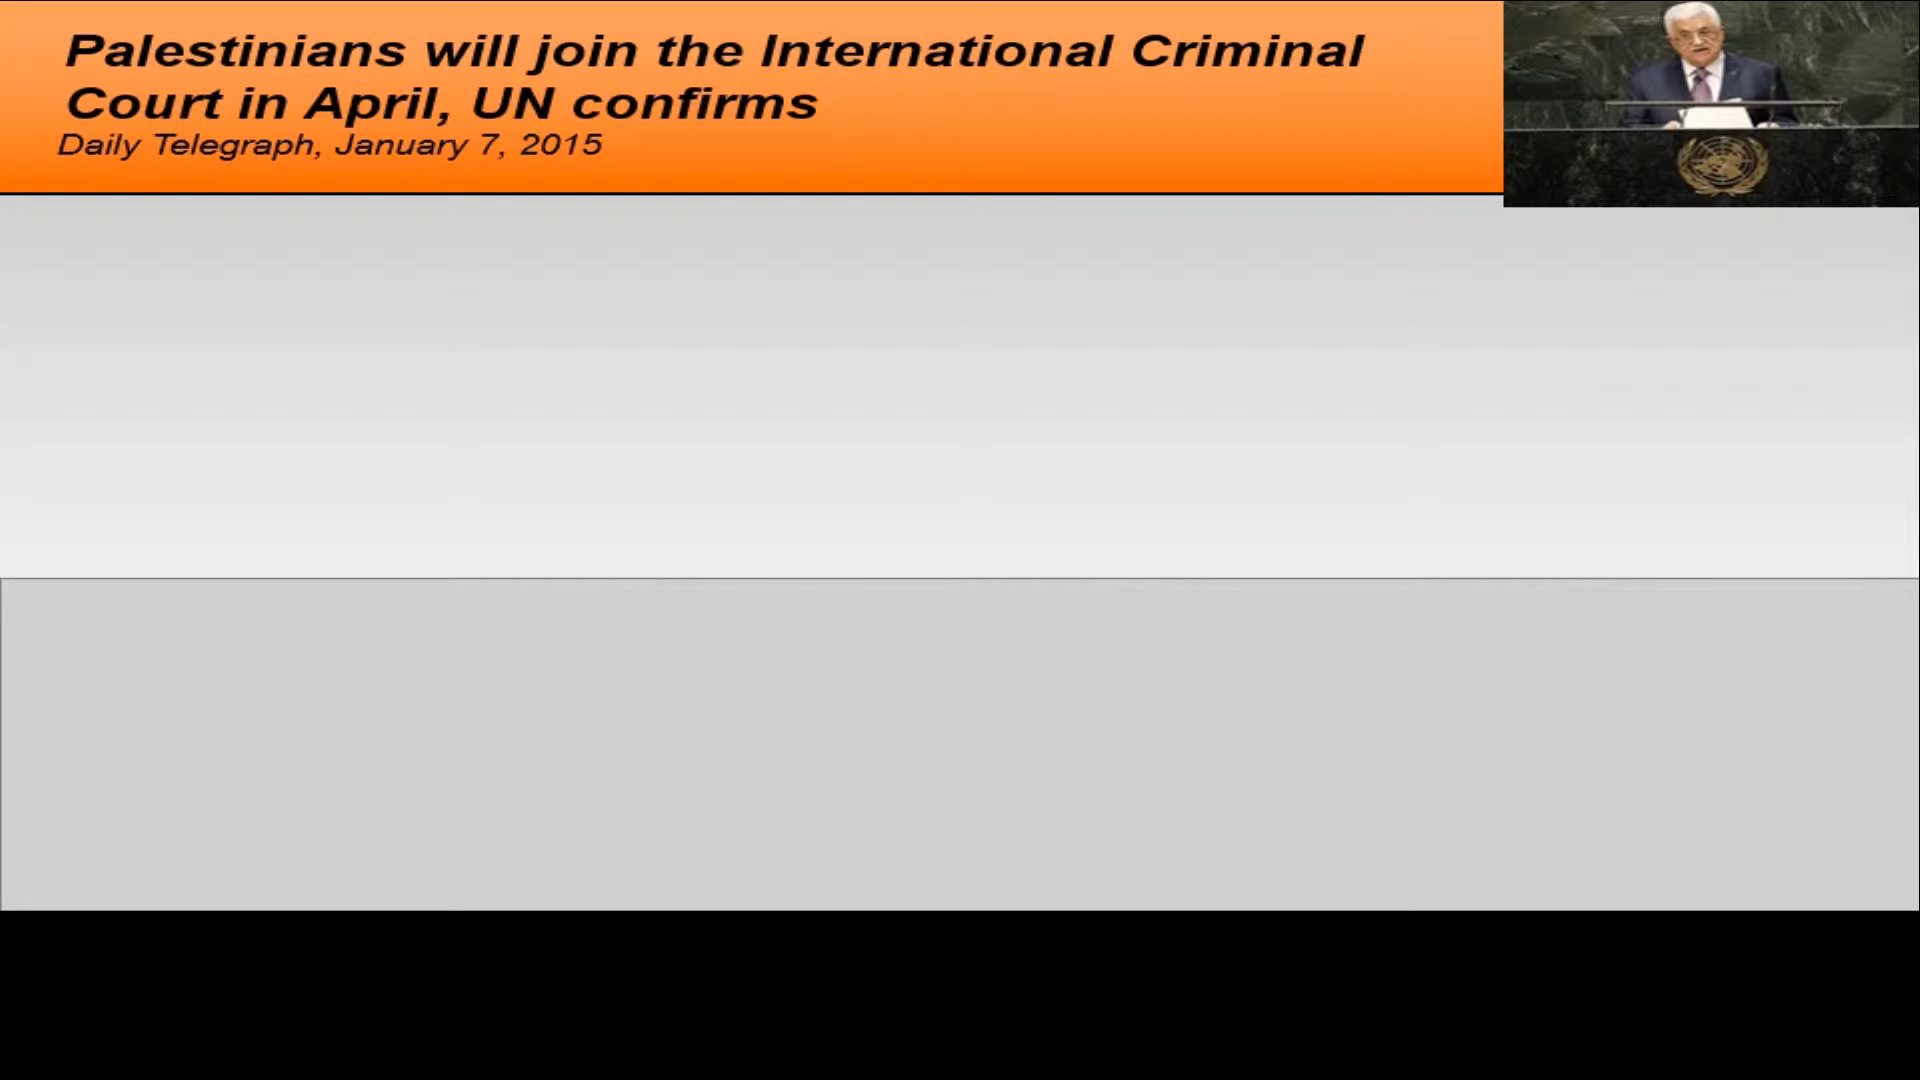 Palestinians will join the International Criminal
Court in April, UN confirms
Daily Telegraph, January 7, 2015